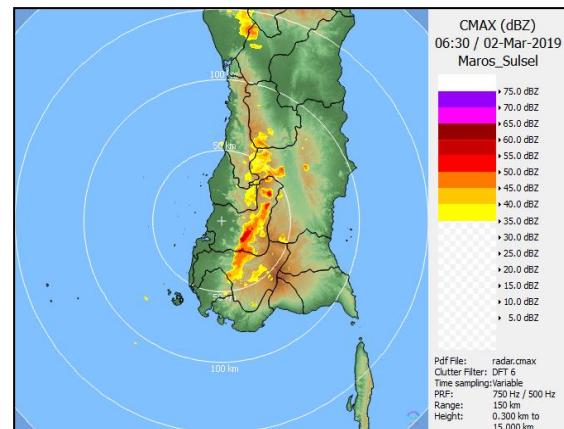 CMAX (dBZ)
06:30 / 02-Mar-2019
Maros_Sulsel
75.0 dBZ
70.0 dBZ
65.0 dBZ
60.0 dBZ
55.0 dBZ
50.0 dBZ
45.0 dBZ
40.0 dBZ
35.0 dBZ
30.0 dBZ
25.0 dBZ
20.0 dBZ
15.0 dBZ
10.0 dBZ
5.0 dBZ
Pdf File: radar.cmax
Clutter Filter: DFT 6
Time sampling:Variable
PRF: 750 Hz / 500 Hz
Range: 150 km
Height: 0.300 km to
15.000 km
100 km
50 km
50 km
100 km